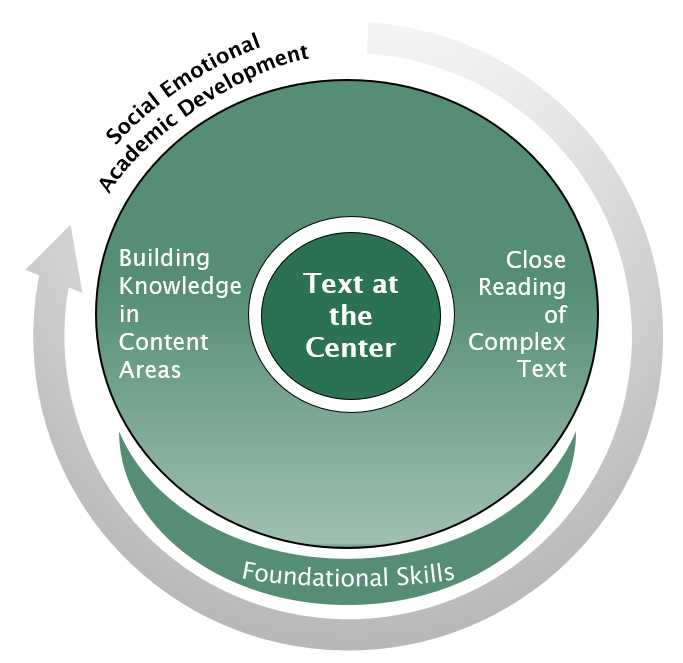 Social Emotional
Academic Development
Building
Knowledge
in
Content
Areas
Text at
the
Center
Close
Reading
of
Complex
Text
Foundational Skills